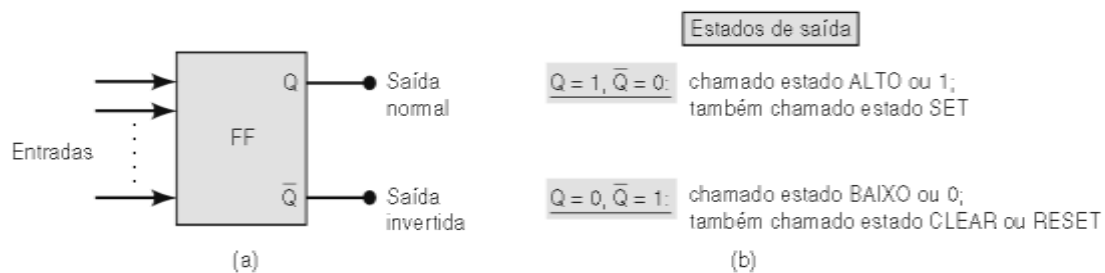 Estados de saída
Q
Saída
normal
Q = 1, Q̅ = 0:
chamado estado ALTO ou 1;
também chamado estado SET
Entradas
FF
Q̅
Saída
invertida
Q = 0, Q̅ = 1:
chamado estado BAIXO ou 0;
também chamado estado CLEAR ou RESET
(a)
(b)